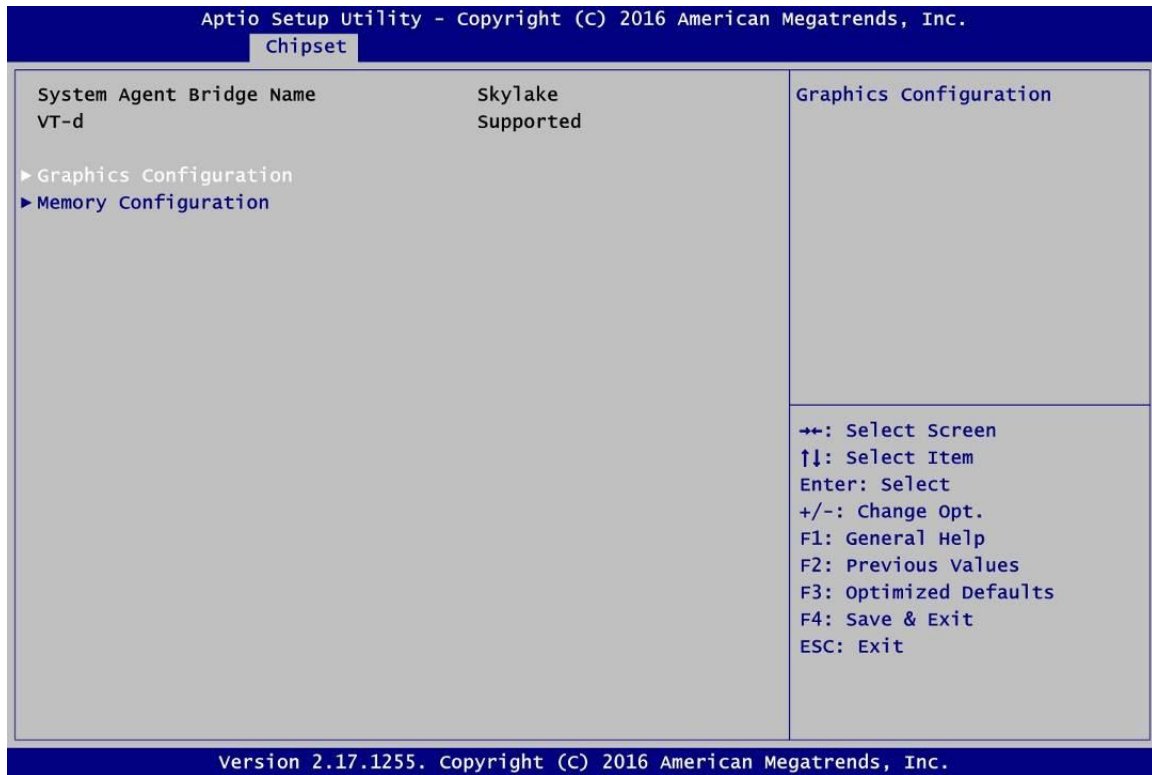 Aptio Setup Utility - Copyright (C) 2016 American Megatrends, Inc.
Chipset
System Agent Bridge Name Skylake
VT-d Supported
►Graphics Configuration
►Memory Configuration
Graphics Configuration
→←: Select Screen
↑↓: Select Item
Enter: Select
+/-: Change Opt.
F1: General Help
F2: Previous Values
F3: Optimized Defaults
F4: Save & Exit
ESC: Exit
Version 2.17.1255. Copyright (C) 2016 American Megatrends, Inc.